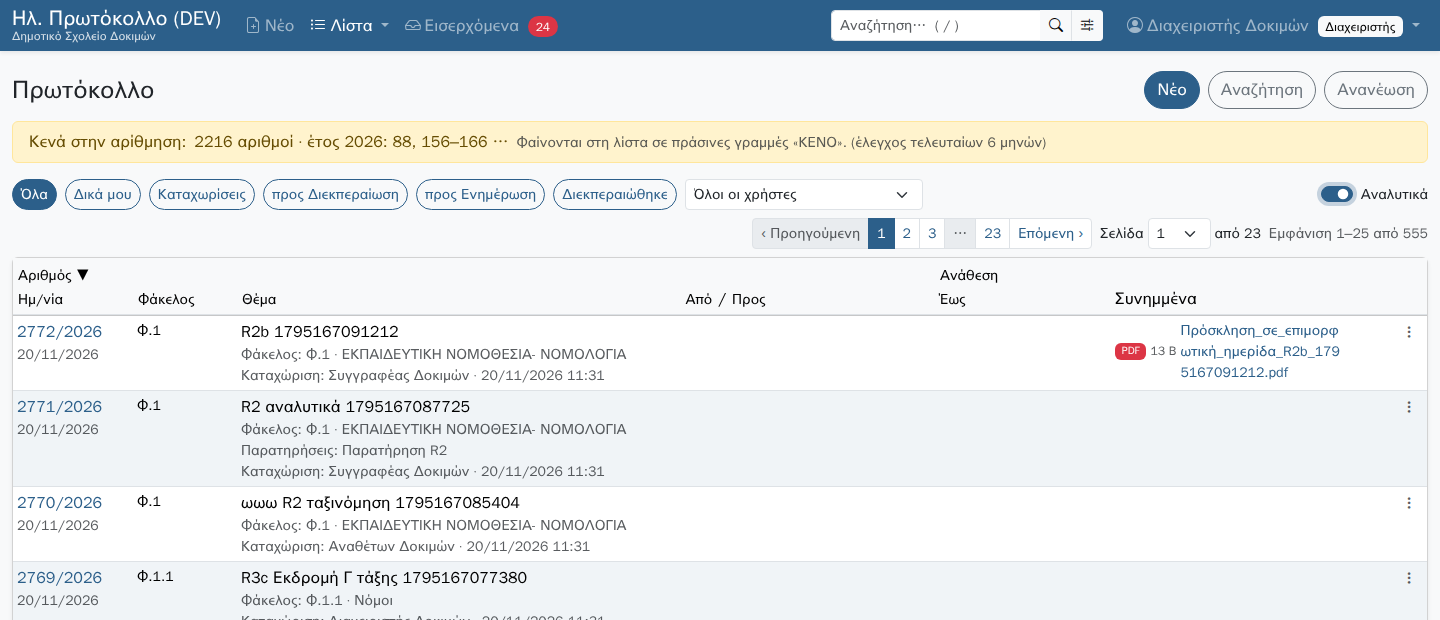 Ηλ. Πρωτόκολλο (DEV)
Δημοτικό Σχολείο Δοκιμών
Νέο
Λίστα
Εισερχόμενα 24
Αναζήτηση… ( / )
Διαχειριστής Δοκιμών Διαχειριστής
Πρωτόκολλο
Νέο Αναζήτηση Ανανέωση
Κενά στην αρίθμηση: 2216 αριθμοί · έτος 2026: 88, 156–166 … Φαίνονται στη λίστα σε πράσινες γραμμές «ΚΕΝΟ». (έλεγχος τελευταίων 6 μηνών)
Όλα Δικά μου Καταχωρίσεις προς Διεκπεραίωση προς Ενημέρωση Διεκπεραιώθηκε Όλοι οι χρήστες Αναλυτικά
‹ Προηγούμενη 1 2 3 … 23 Επόμενη › Σελίδα 1 από 23 Εμφάνιση 1–25 από 555
Αριθμός ▼ Ανάθεση
Ημ/νία Φάκελος Θέμα Από / Προς Έως Συνημμένα
2772/2026 Φ.1 R2b 1795167091212
20/11/2026 Φάκελος: Φ.1 · ΕΚΠΑΙΔΕΥΤΙΚΗ ΝΟΜΟΘΕΣΙΑ- ΝΟΜΟΛΟΓΙΑ
Καταχώριση: Συγγραφέας Δοκιμών · 20/11/2026 11:31
PDF 13 B
Πρόσκληση_σε_επιμορφ
ωτική_ημερίδα_R2b_179
5167091212.pdf
2771/2026 Φ.1 R2 αναλυτικά 1795167087725
20/11/2026 Φάκελος: Φ.1 · ΕΚΠΑΙΔΕΥΤΙΚΗ ΝΟΜΟΘΕΣΙΑ- ΝΟΜΟΛΟΓΙΑ
Παρατηρήσεις: Παρατήρηση R2
Καταχώριση: Συγγραφέας Δοκιμών · 20/11/2026 11:31
2770/2026 Φ.1 ωωω R2 ταξινόμηση 1795167085404
20/11/2026 Φάκελος: Φ.1 · ΕΚΠΑΙΔΕΥΤΙΚΗ ΝΟΜΟΘΕΣΙΑ- ΝΟΜΟΛΟΓΙΑ
Καταχώριση: Αναθέτων Δοκιμών · 20/11/2026 11:31
2769/2026 Φ.1.1 R3c Εκδρομή Γ τάξης 1795167077380
20/11/2026 Φάκελος: Φ.1.1 · Νόμοι